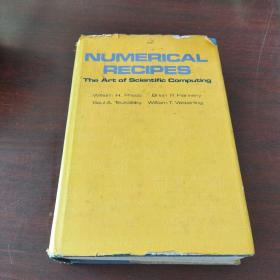 NUMERICAL
RECIPES
The Art of Scientific Computing
William H. Press Brian P. Flannery
Saul A. Teukolsky William T. Vetterling